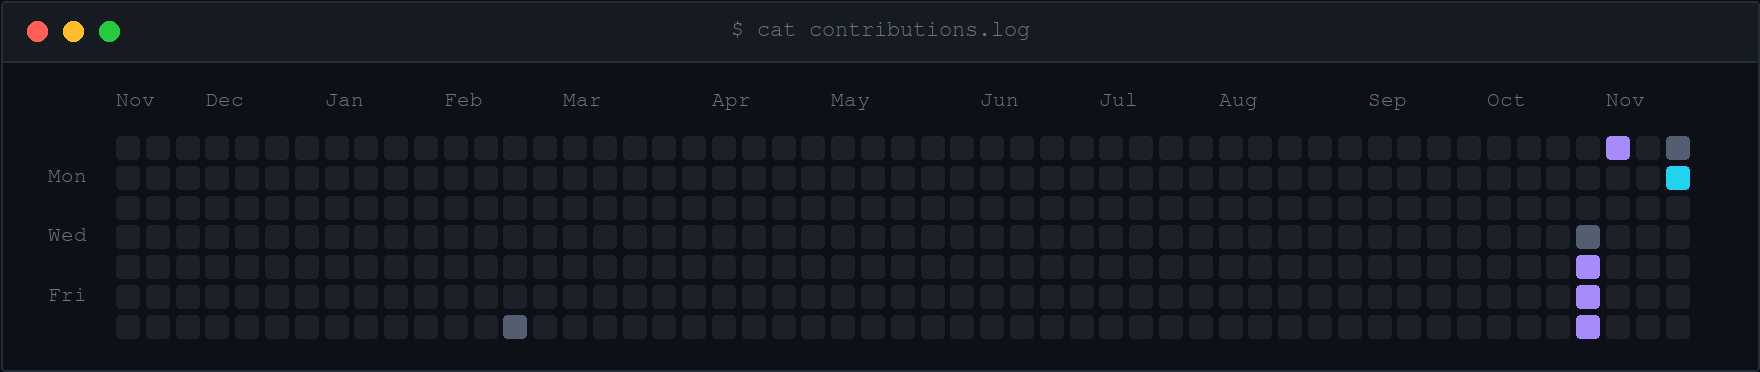 $ cat contributions.log
Nov Dec Jan Feb Mar Apr May Jun Jul Aug Sep Oct Nov
Mon
Wed
Fri